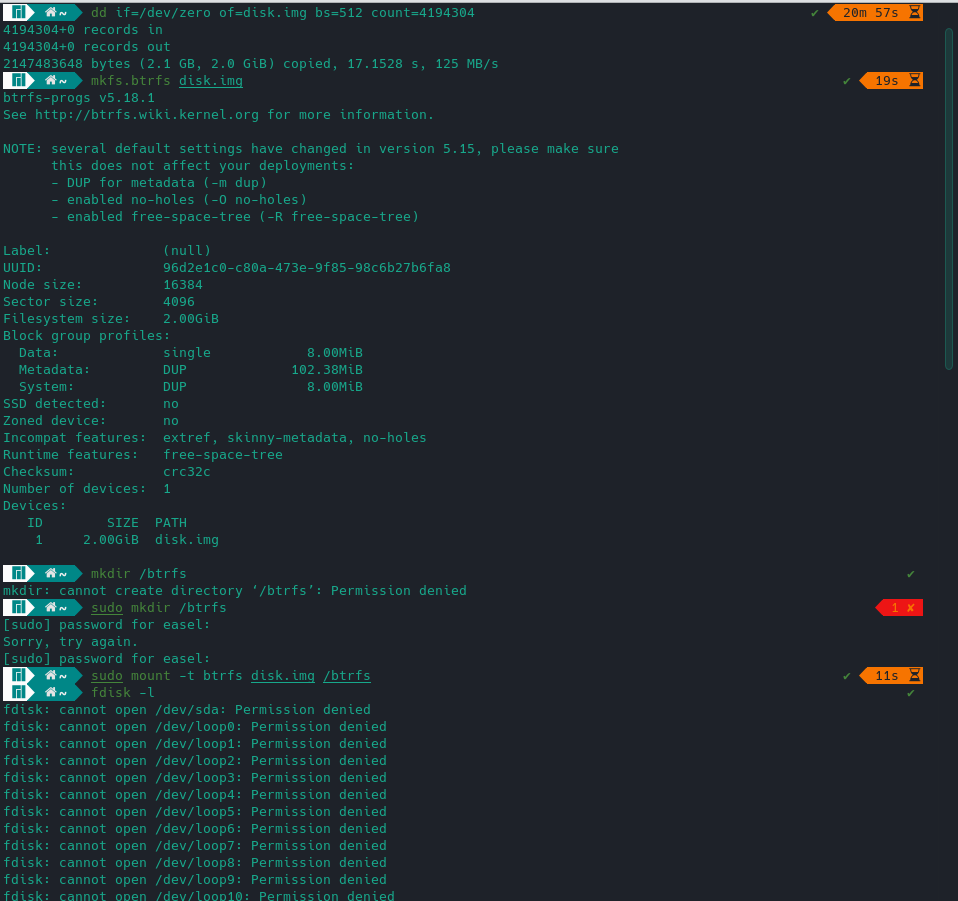 ~ dd if=/dev/zero of=disk.img bs=512 count=4194304 ✔ 20m 57s
4194304+0 records in
4194304+0 records out
2147483648 bytes (2.1 GB, 2.0 GiB) copied, 17.1528 s, 125 MB/s
~ mkfs.btrfs disk.img ✔ 19s
btrfs-progs v5.18.1
See http://btrfs.wiki.kernel.org for more information.

NOTE: several default settings have changed in version 5.15, please make sure
      this does not affect your deployments:
      - DUP for metadata (-m dup)
      - enabled no-holes (-O no-holes)
      - enabled free-space-tree (-R free-space-tree)

Label:              (null)
UUID:               96d2e1c0-c80a-473e-9f85-98c6b27b6fa8
Node size:          16384
Sector size:        4096
Filesystem size:    2.00GiB
Block group profiles:
  Data:             single            8.00MiB
  Metadata:         DUP             102.38MiB
  System:           DUP               8.00MiB
SSD detected:       no
Zoned device:       no
Incompat features:  extref, skinny-metadata, no-holes
Runtime features:   free-space-tree
Checksum:           crc32c
Number of devices:  1
Devices:
   ID        SIZE  PATH
    1     2.00GiB  disk.img

~ mkdir /btrfs ✔
mkdir: cannot create directory ‘/btrfs’: Permission denied
~ sudo mkdir /btrfs 1 ✘
[sudo] password for easel:
Sorry, try again.
[sudo] password for easel:
~ sudo mount -t btrfs disk.img /btrfs ✔ 11s
~ fdisk -l ✔
fdisk: cannot open /dev/sda: Permission denied
fdisk: cannot open /dev/loop0: Permission denied
fdisk: cannot open /dev/loop1: Permission denied
fdisk: cannot open /dev/loop2: Permission denied
fdisk: cannot open /dev/loop3: Permission denied
fdisk: cannot open /dev/loop4: Permission denied
fdisk: cannot open /dev/loop5: Permission denied
fdisk: cannot open /dev/loop6: Permission denied
fdisk: cannot open /dev/loop7: Permission denied
fdisk: cannot open /dev/loop8: Permission denied
fdisk: cannot open /dev/loop9: Permission denied
fdisk: cannot open /dev/loop10: Permission denied